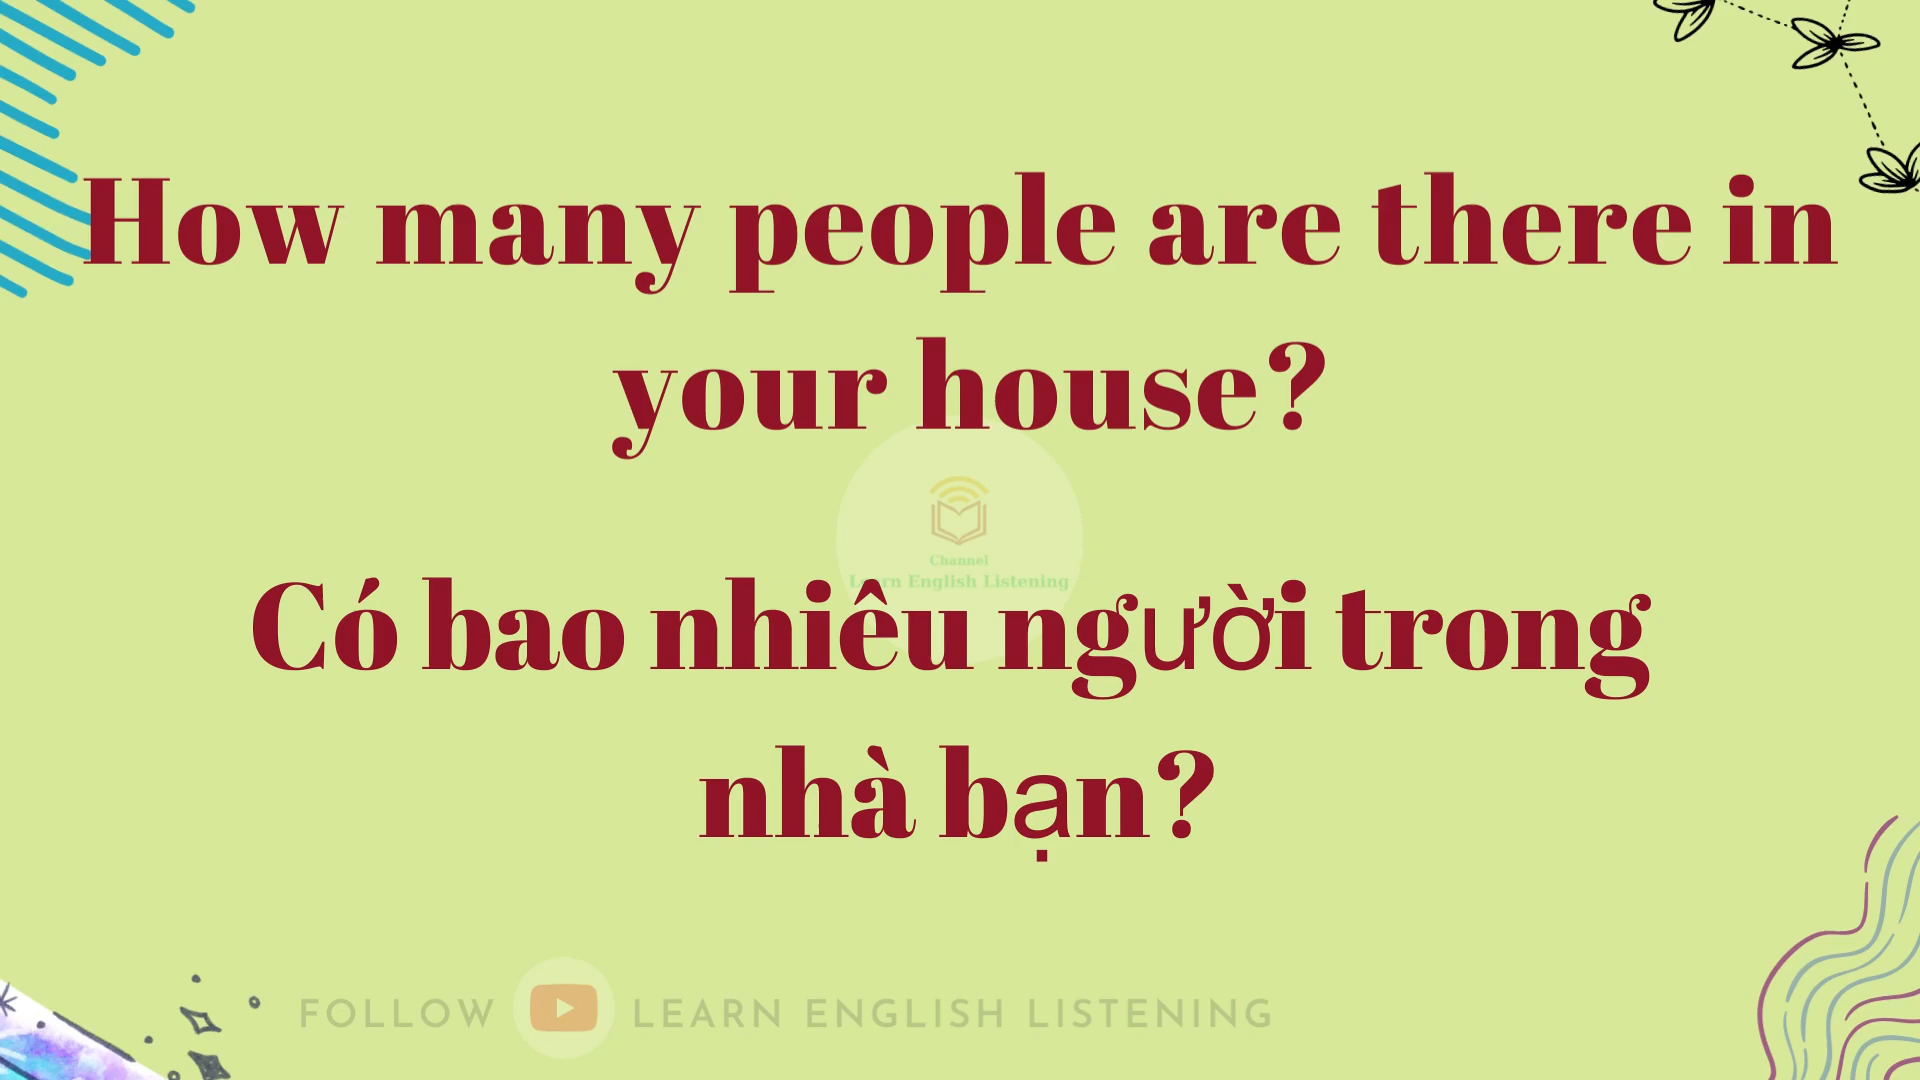 How many people are there in
your house?
Channel
Learn English Listening
Có bao nhiêu người trong
nhà bạn?
FOLLOW LEARN ENGLISH LISTENING